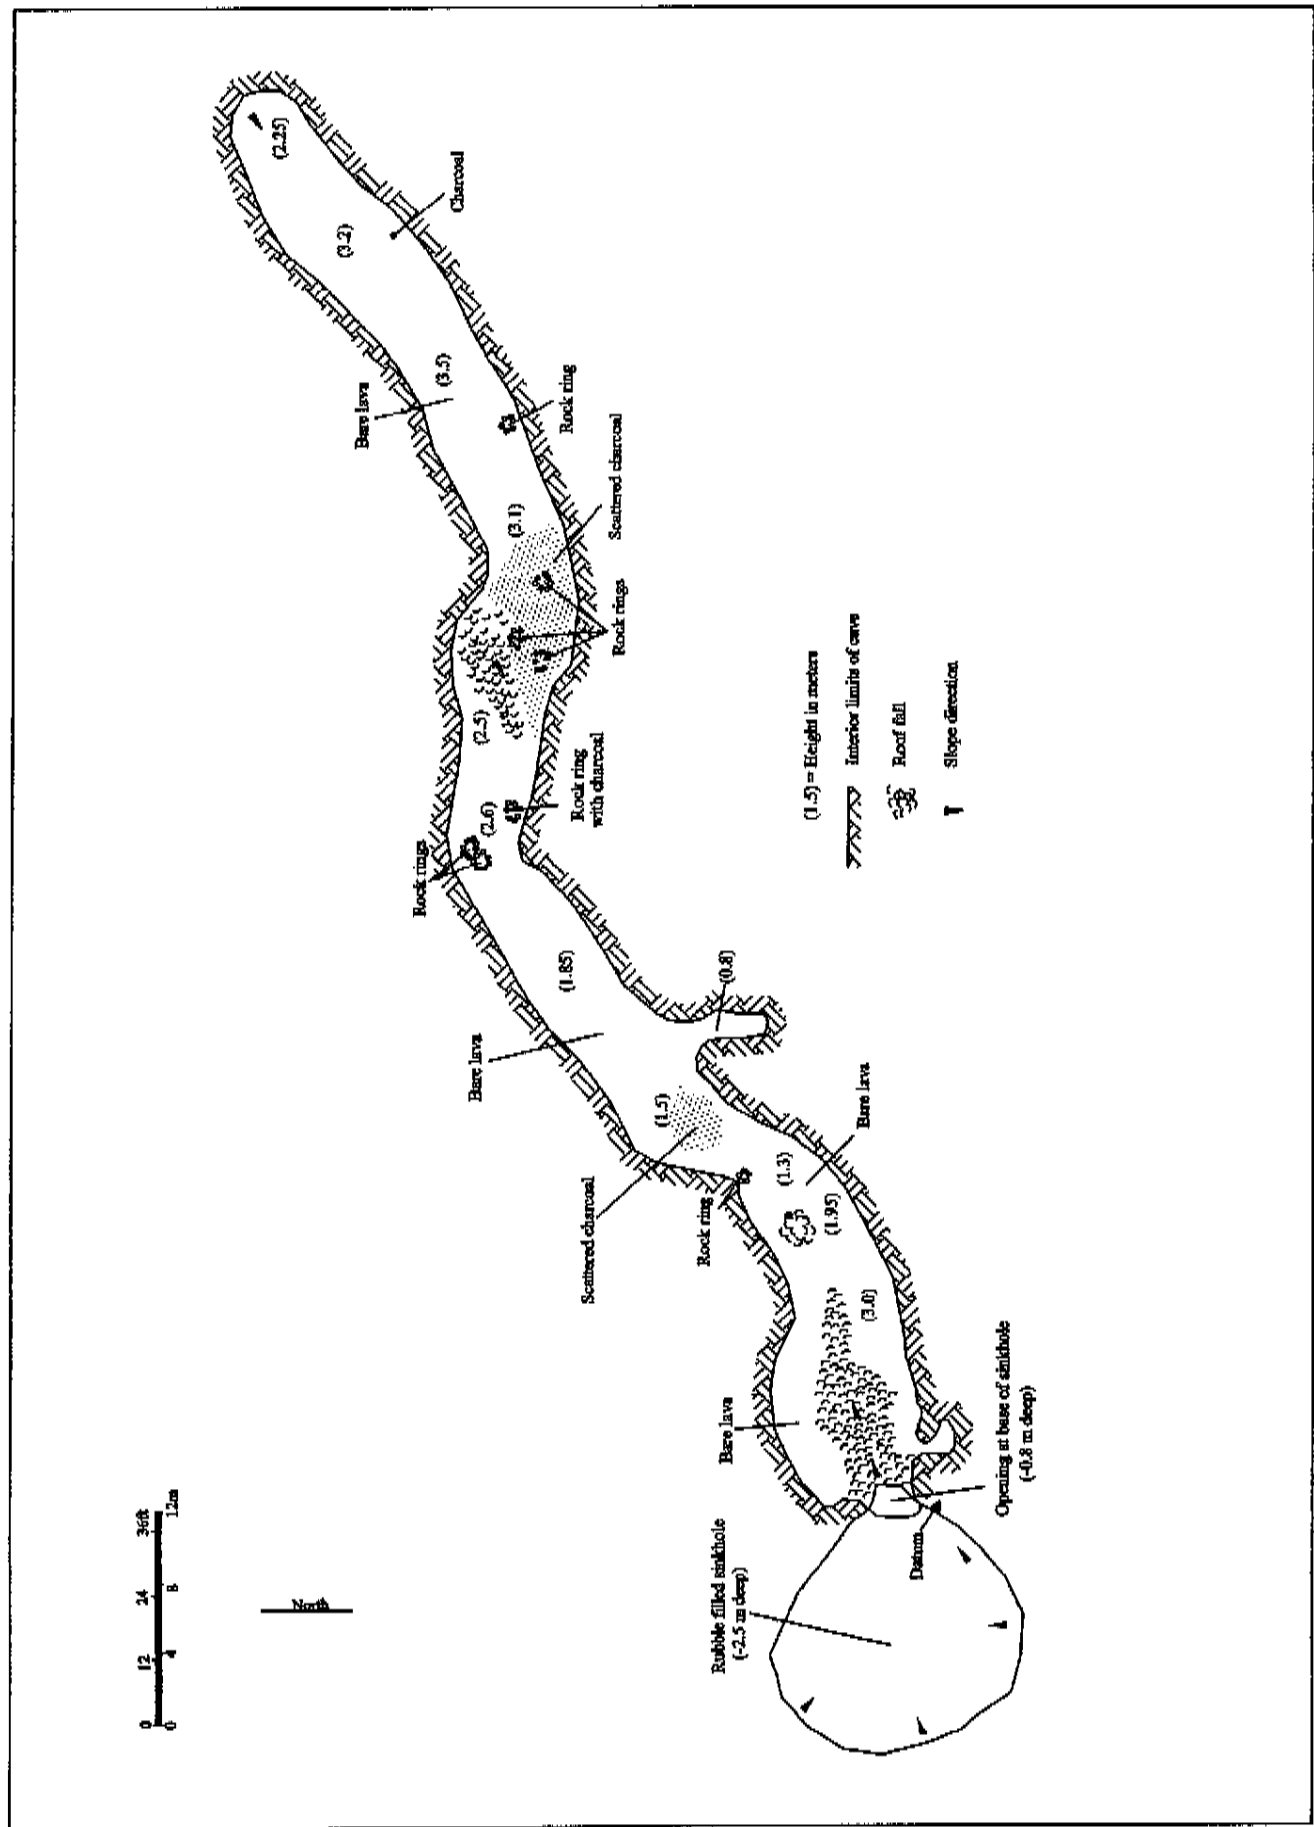 0 12 24 36ft
0 4 8 12m
North
(2.25)
(3.2)
Charcoal
(3.5)
Bare lava
Rock ring
(3.1)
Scattered charcoal
Rock rings
(2.5)
Rock ring
with charcoal
(2.6)
Rock rings
(1.85)
(0.8)
Bare lava
(1.5)
Scattered charcoal
Bare lava
(1.3)
Rock ring
(1.95)
(3.0)
Bare lava
Opening at base of sinkhole
(-0.8 m deep)
Datum
Rubble filled sinkhole
(-2.5 m deep)
(1.5) = Height in meters
Interior limits of cave
Roof fall
Slope direction